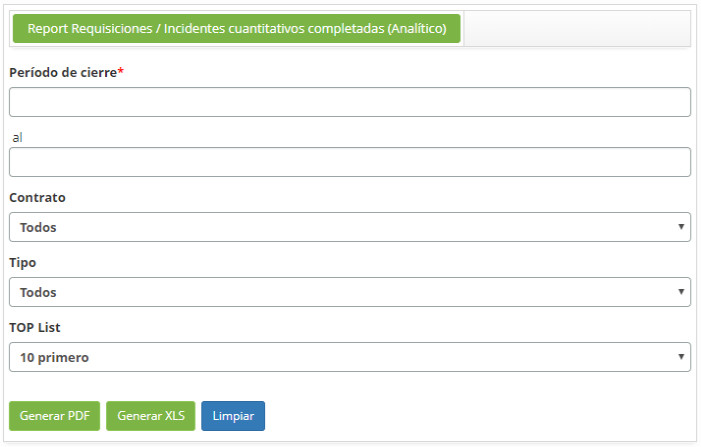 Report Requisiciones / Incidentes cuantitativos completadas (Analítico)
Período de cierre*
al
Contrato
Todos
Tipo
Todos
TOP List
10 primero
Generar PDF Generar XLS Limpiar